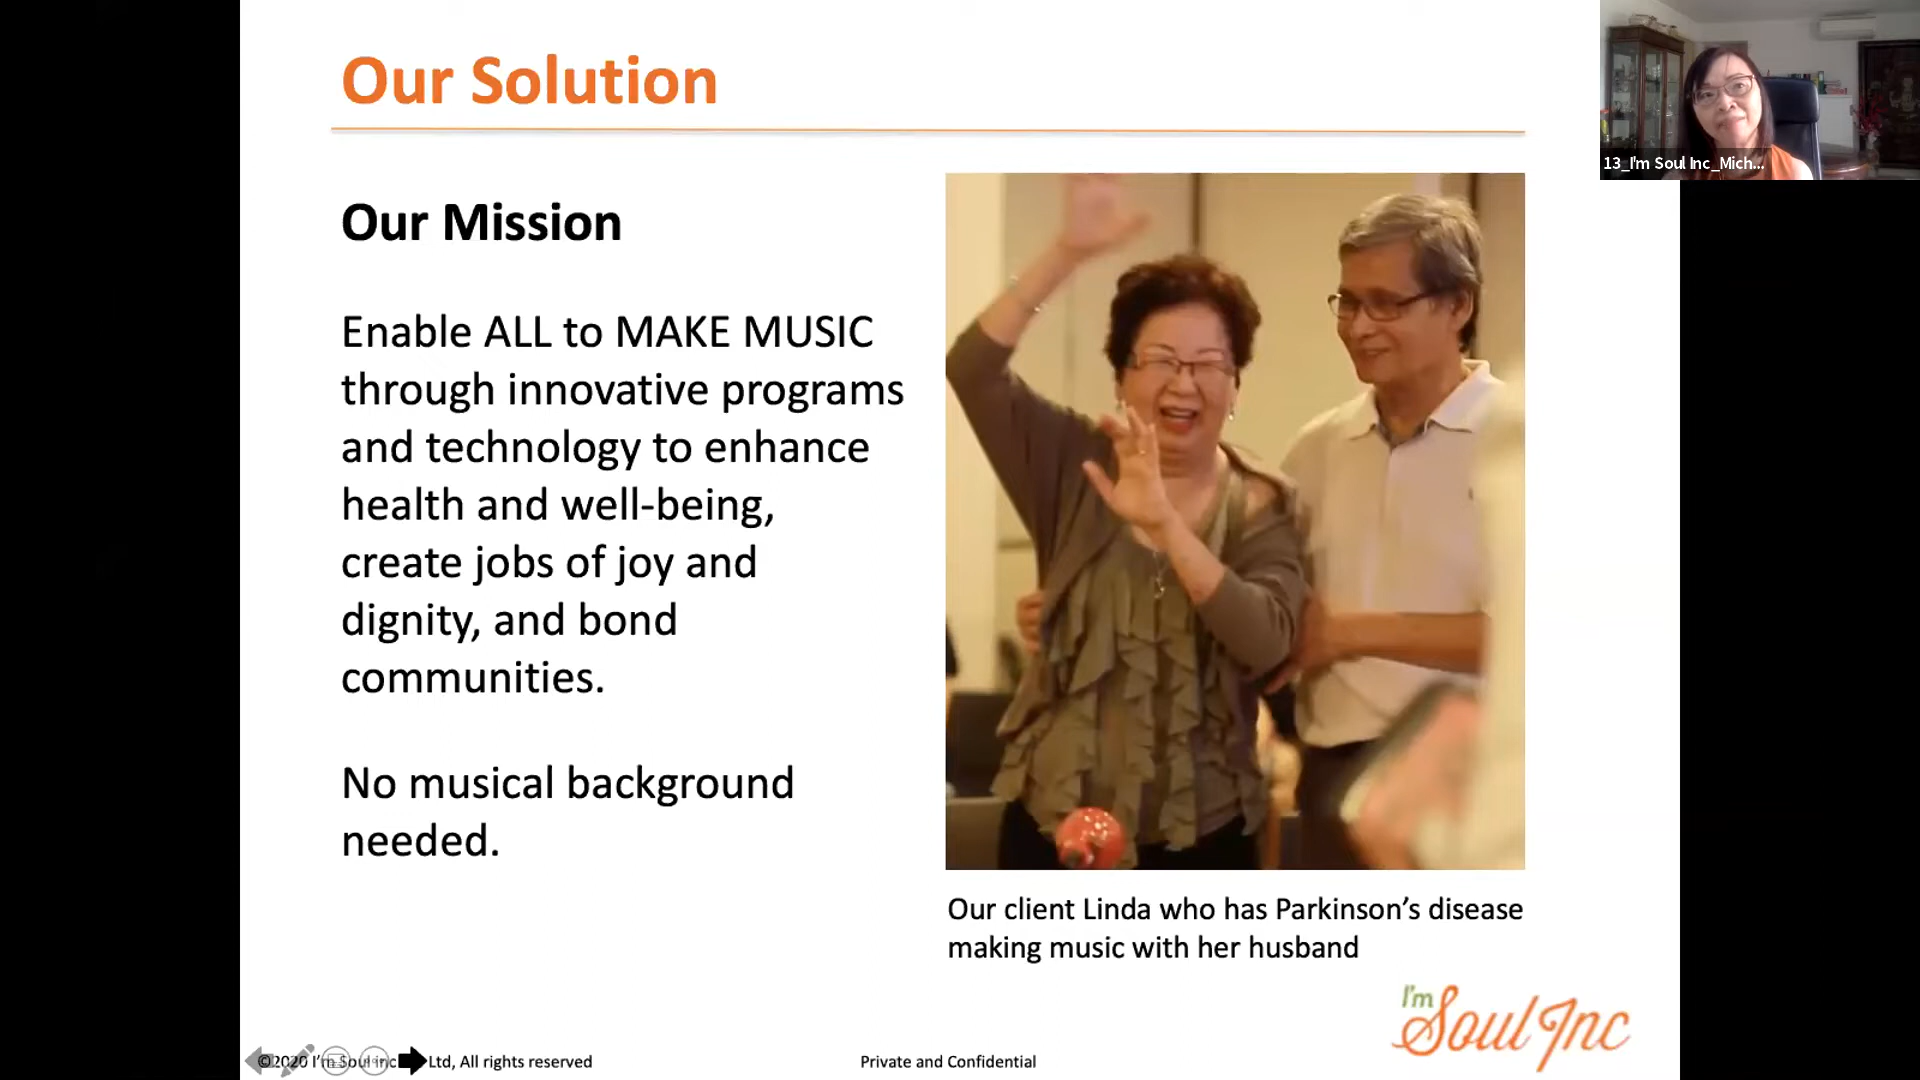 Our Solution
13_I'm Soul Inc_Mich...
Our Mission
Enable ALL to MAKE MUSIC
through innovative programs
and technology to enhance
health and well-being,
create jobs of joy and
dignity, and bond
communities.
No musical background
needed.
Our client Linda who has Parkinson’s disease
making music with her husband
I'm
Soul Inc
©2020 I’m Soul Inc Ltd, All rights reserved
Private and Confidential